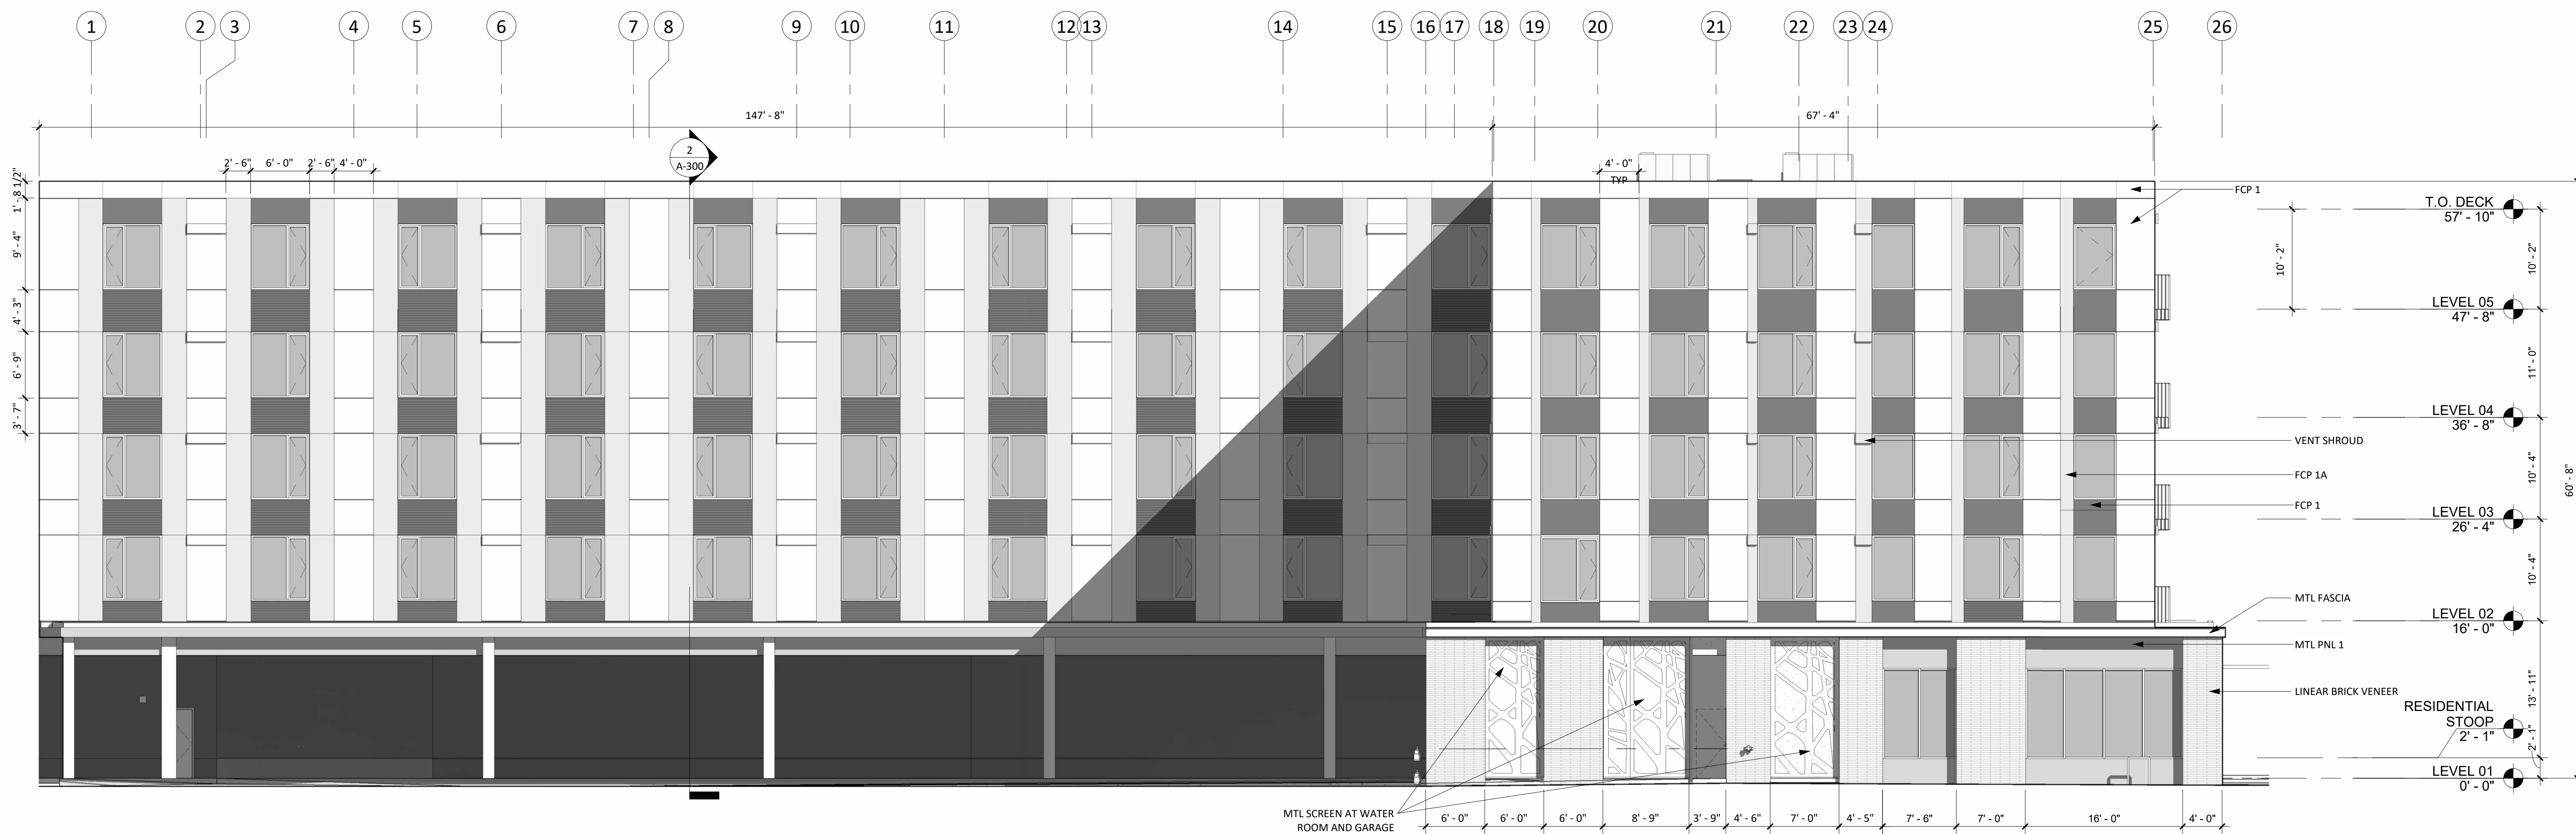 1 2 3 4 5 6 7 8 9 10 11 12 13 14 15 16 17 18 19 20 21 22 23 24 25 26
147' - 8" 67' - 4"
2
A-300
2' - 6" 6' - 0" 2' - 6" 4' - 0"
4' - 0"
TYP
1' - 8 1/2"
9' - 4"
4' - 3"
6' - 9"
3' - 7"
FCP 1
VENT SHROUD
FCP 1A
FCP 1
MTL FASCIA
MTL PNL 1
LINEAR BRICK VENEER
10' - 2"
T.O. DECK
57' - 10"
LEVEL 05
47' - 8"
LEVEL 04
36' - 8"
LEVEL 03
26' - 4"
LEVEL 02
16' - 0"
RESIDENTIAL
STOOP
2' - 1"
LEVEL 01
0' - 0"
10' - 2"
11' - 0"
10' - 4"
10' - 4"
13' - 11"
2' - 1"
60' - 8"
MTL SCREEN AT WATER
ROOM AND GARAGE
6' - 0" 6' - 0" 6' - 0" 8' - 9" 3' - 9" 4' - 6" 7' - 0" 4' - 5" 7' - 6" 7' - 0" 16' - 0" 4' - 0"